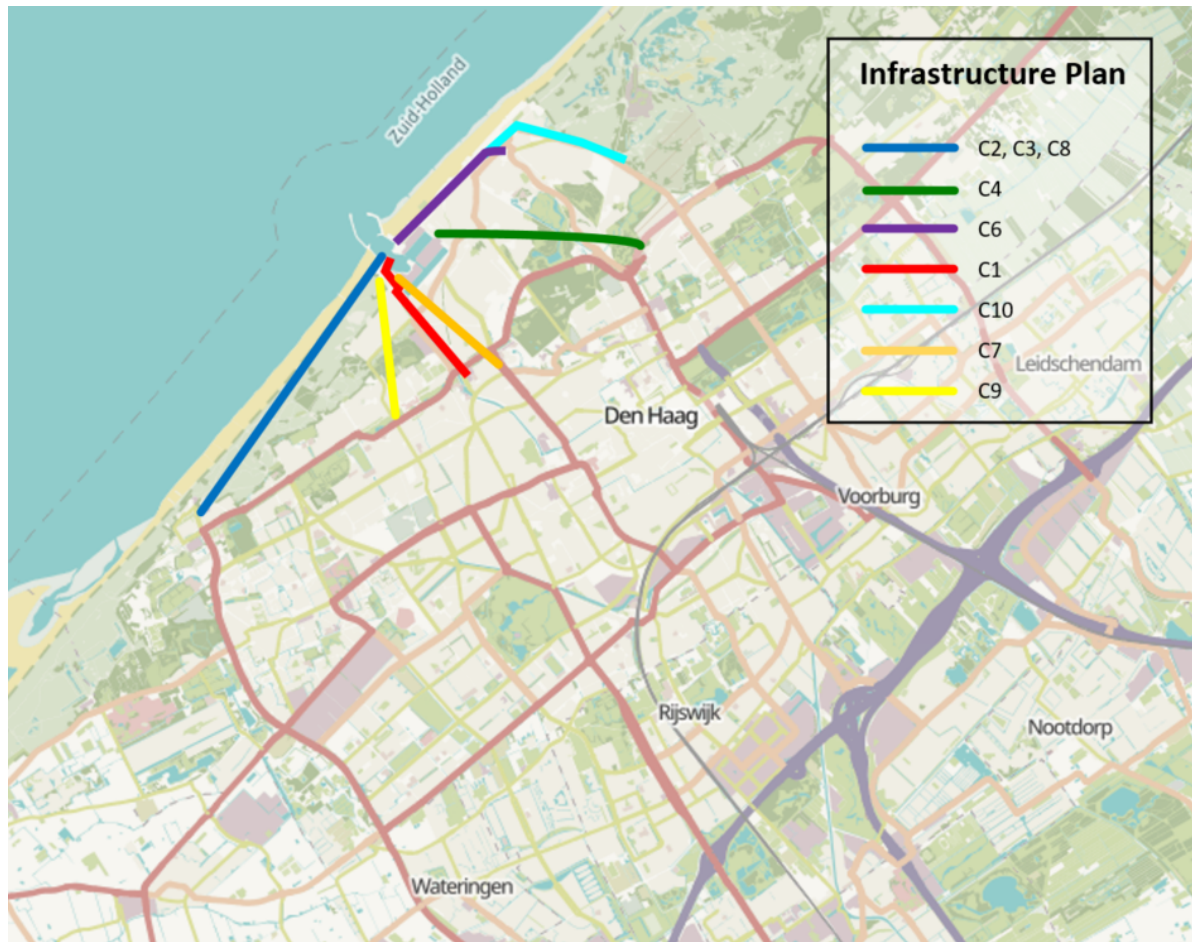 Infrastructure Plan
Zuid-Holland
C2, C3, C8
C4
C6
C1
C10
C7
C9
Leidschendam
Den Haag
Voorburg
Rijswijk
Nootdorp
Wateringen